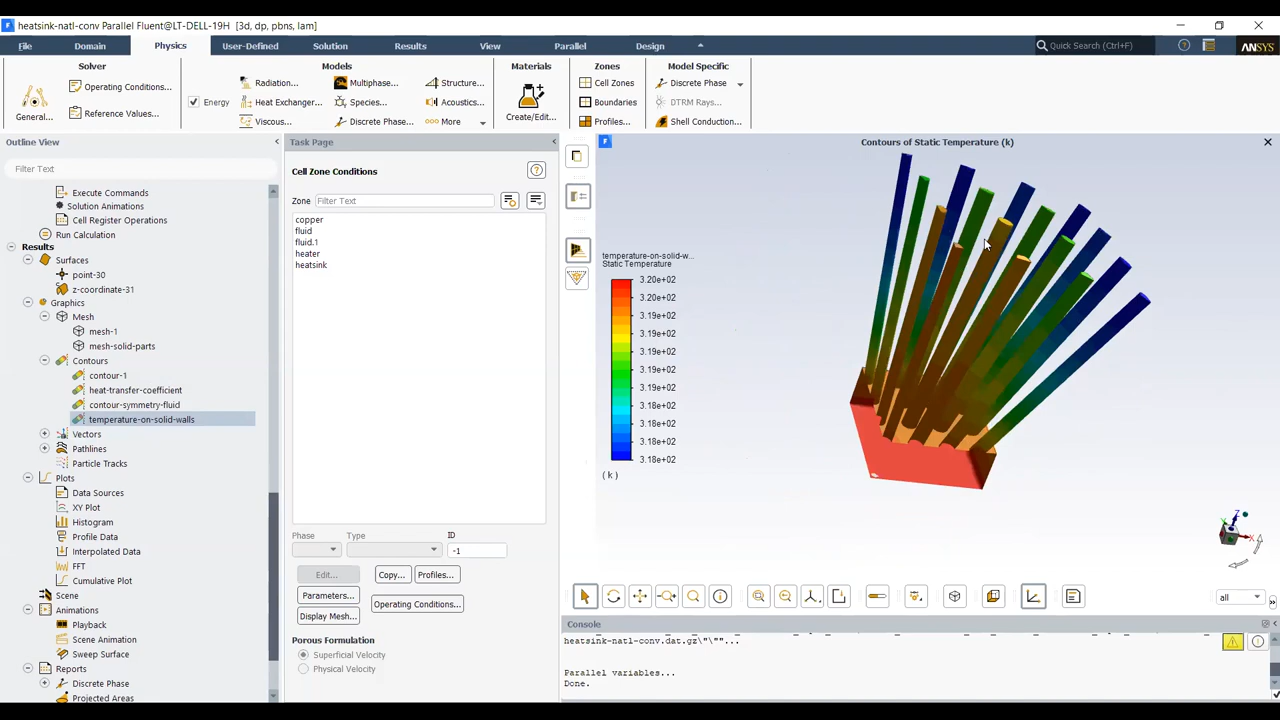 heatsink-natl-conv Parallel Fluent@LT-DELL-19H [3d, dp, pbns, lam]
File Domain Physics User-Defined Solution Results View Parallel Design Quick Search (Ctrl+F) ANSYS
Solver Models Materials Zones Model Specific
General... Operating Conditions... Reference Values...
Energy
Radiation... Multiphase... Structure...
Heat Exchanger... Species... Acoustics...
Viscous... Discrete Phase... More
Create/Edit...
Cell Zones
Boundaries
Profiles...
Discrete Phase
DTRM Rays...
Shell Conduction...
Outline View
Filter Text
Execute Commands
Solution Animations
Cell Register Operations
Run Calculation
Results
Surfaces
point-30
z-coordinate-31
Graphics
Mesh
mesh-1
mesh-solid-parts
Contours
contour-1
heat-transfer-coefficient
contour-symmetry-fluid
temperature-on-solid-walls
Vectors
Pathlines
Particle Tracks
Plots
Data Sources
XY Plot
Histogram
Profile Data
Interpolated Data
FFT
Cumulative Plot
Scene
Animations
Playback
Scene Animation
Sweep Surface
Reports
Discrete Phase
Projected Areas
Task Page
Cell Zone Conditions
Zone Filter Text
copper
fluid
fluid.1
heater
heatsink
Phase Type ID
-1
Edit... Copy... Profiles...
Parameters... Operating Conditions...
Display Mesh...
Porous Formulation
Superficial Velocity
Physical Velocity
Contours of Static Temperature (k)
temperature-on-solid-w...
Static Temperature
3.20e+02
3.20e+02
3.19e+02
3.19e+02
3.19e+02
3.19e+02
3.19e+02
3.18e+02
3.18e+02
3.18e+02
3.18e+02
( k )
Z
Y
X
all
Console
heatsink-natl-conv.dat.gz\"\""...
Parallel variables...
Done.